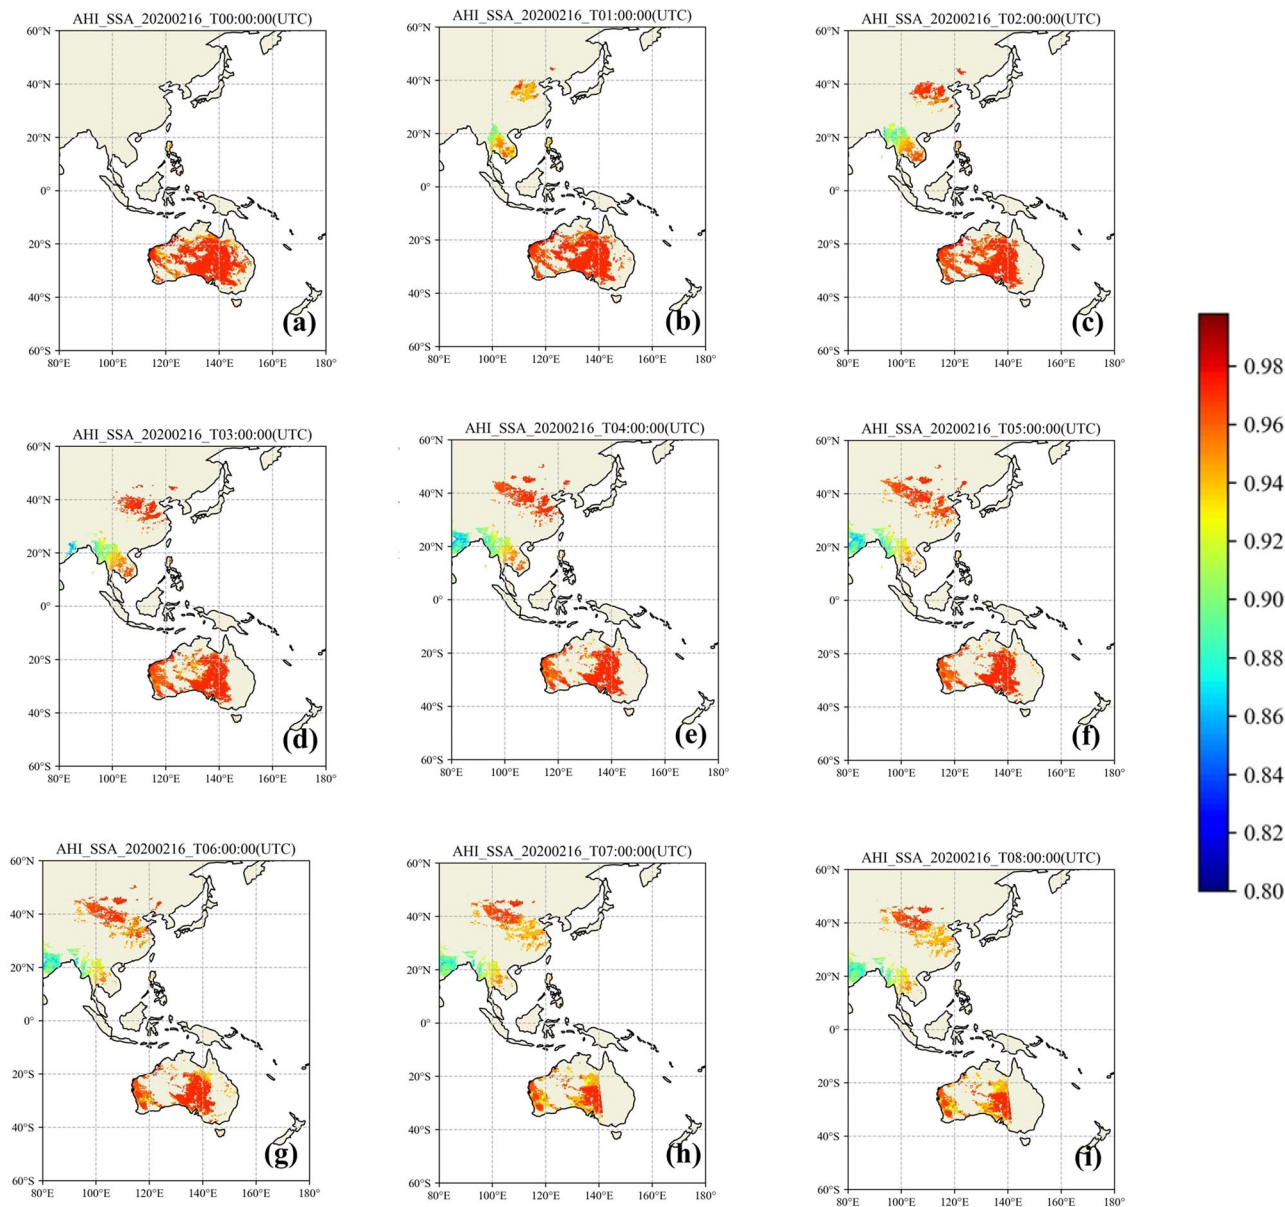 AHI_SSA_20200216_T00:00:00(UTC)
60°N
40°N
20°N
0°
20°S
40°S
60°S
80°E 100°E 120°E 140°E 160°E 180°
(a)
AHI_SSA_20200216_T01:00:00(UTC)
60°N
40°N
20°N
0°
20°S
40°S
60°S
80°E 100°E 120°E 140°E 160°E 180°
(b)
AHI_SSA_20200216_T02:00:00(UTC)
60°N
40°N
20°N
0°
20°S
40°S
60°S
80°E 100°E 120°E 140°E 160°E 180°
(c)
AHI_SSA_20200216_T03:00:00(UTC)
60°N
40°N
20°N
0°
20°S
40°S
60°S
80°E 100°E 120°E 140°E 160°E 180°
(d)
AHI_SSA_20200216_T04:00:00(UTC)
60°N
40°N
20°N
0°
20°S
40°S
60°S
80°E 100°E 120°E 140°E 160°E 180°
(e)
AHI_SSA_20200216_T05:00:00(UTC)
60°N
40°N
20°N
0°
20°S
40°S
60°S
80°E 100°E 120°E 140°E 160°E 180°
(f)
AHI_SSA_20200216_T06:00:00(UTC)
60°N
40°N
20°N
0°
20°S
40°S
60°S
80°E 100°E 120°E 140°E 160°E 180°
(g)
AHI_SSA_20200216_T07:00:00(UTC)
60°N
40°N
20°N
0°
20°S
40°S
60°S
80°E 100°E 120°E 140°E 160°E 180°
(h)
AHI_SSA_20200216_T08:00:00(UTC)
60°N
40°N
20°N
0°
20°S
40°S
60°S
80°E 100°E 120°E 140°E 160°E 180°
(i)
0.98
0.96
0.94
0.92
0.90
0.88
0.86
0.84
0.82
0.80